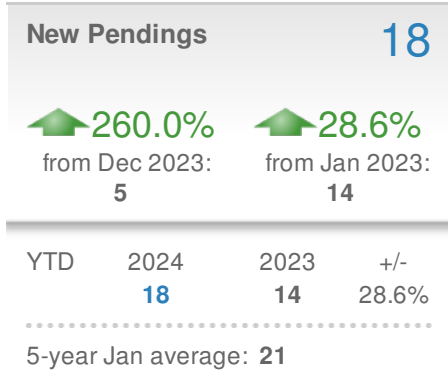 New Pendings 18
260.0% 28.6%
from Dec 2023: from Jan 2023:
5 14
YTD 2024 2023 +/-
18 14 28.6%
5-year Jan average: 21